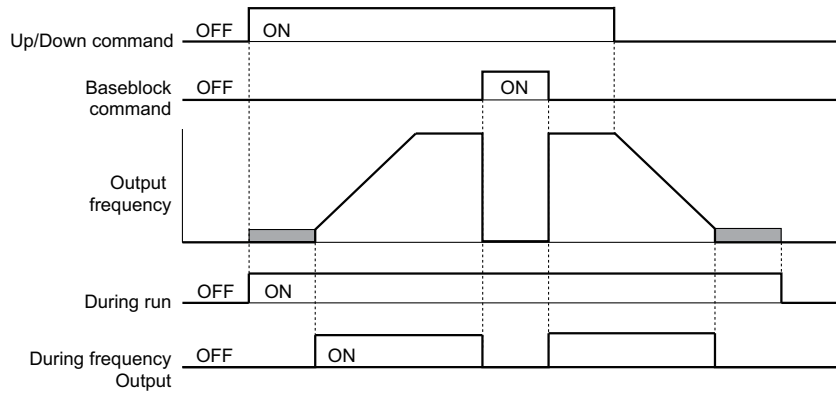 Up/Down command OFF ON
Baseblock OFF ON
command
Output
frequency
During run OFF ON
During frequency OFF ON
Output